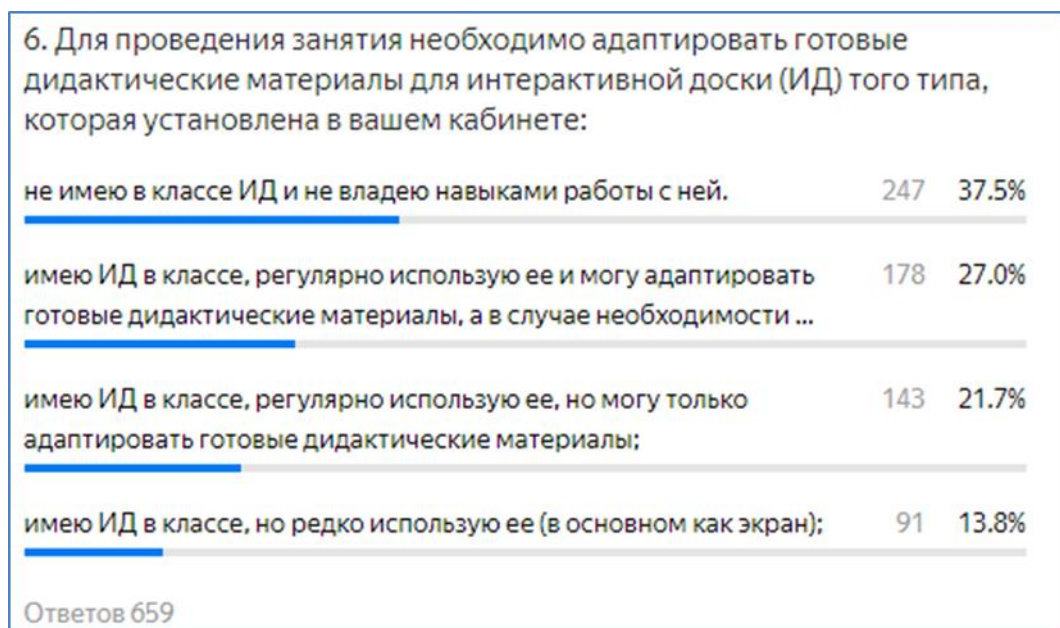 6. Для проведения занятия необходимо адаптировать готовые
дидактические материалы для интерактивной доски (ИД) того типа,
которая установлена в вашем кабинете:
не имею в классе ИД и не владею навыками работы с ней. 247 37.5%
имею ИД в классе, регулярно использую ее и могу адаптировать 178 27.0%
готовые дидактические материалы, а в случае необходимости ...
имею ИД в классе, регулярно использую ее, но могу только 143 21.7%
адаптировать готовые дидактические материалы;
имею ИД в классе, но редко использую ее (в основном как экран); 91 13.8%
Ответов 659